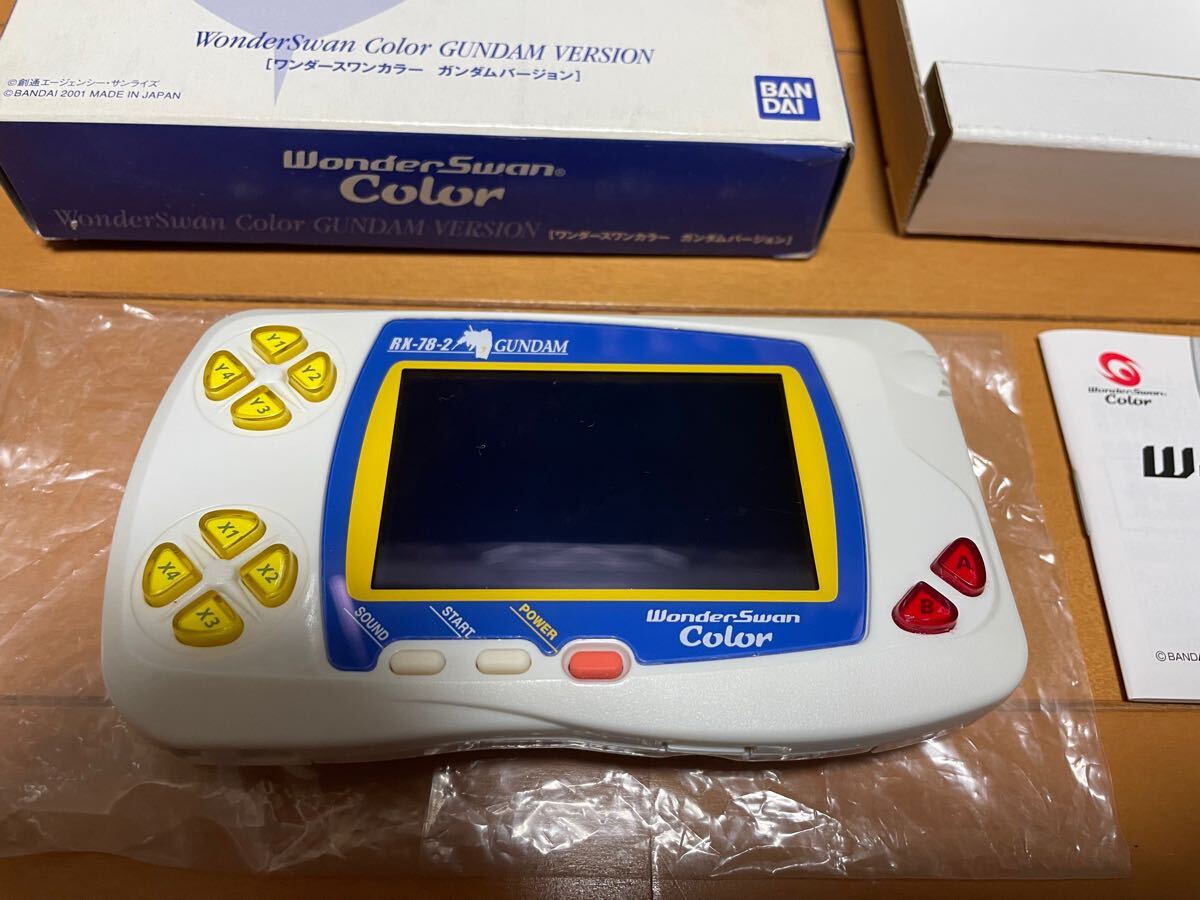 WonderSwan Color GUNDAM VERSION
[ワンダースワンカラー ガンダムバージョン]
©創通エージェンシー・サンライズ
©BANDAI 2001 MADE IN JAPAN
BAN
DAI
WonderSwan®
Color
WonderSwan Color GUNDAM VERSION [ワンダースワンカラー ガンダムバージョン]
RX-78-2 GUNDAM
Y1
Y2
Y3
Y4
X1
X2
X3
X4
A
B
SOUND
START
POWER
WonderSwan
Color
WonderSwan
Color
©BANDA